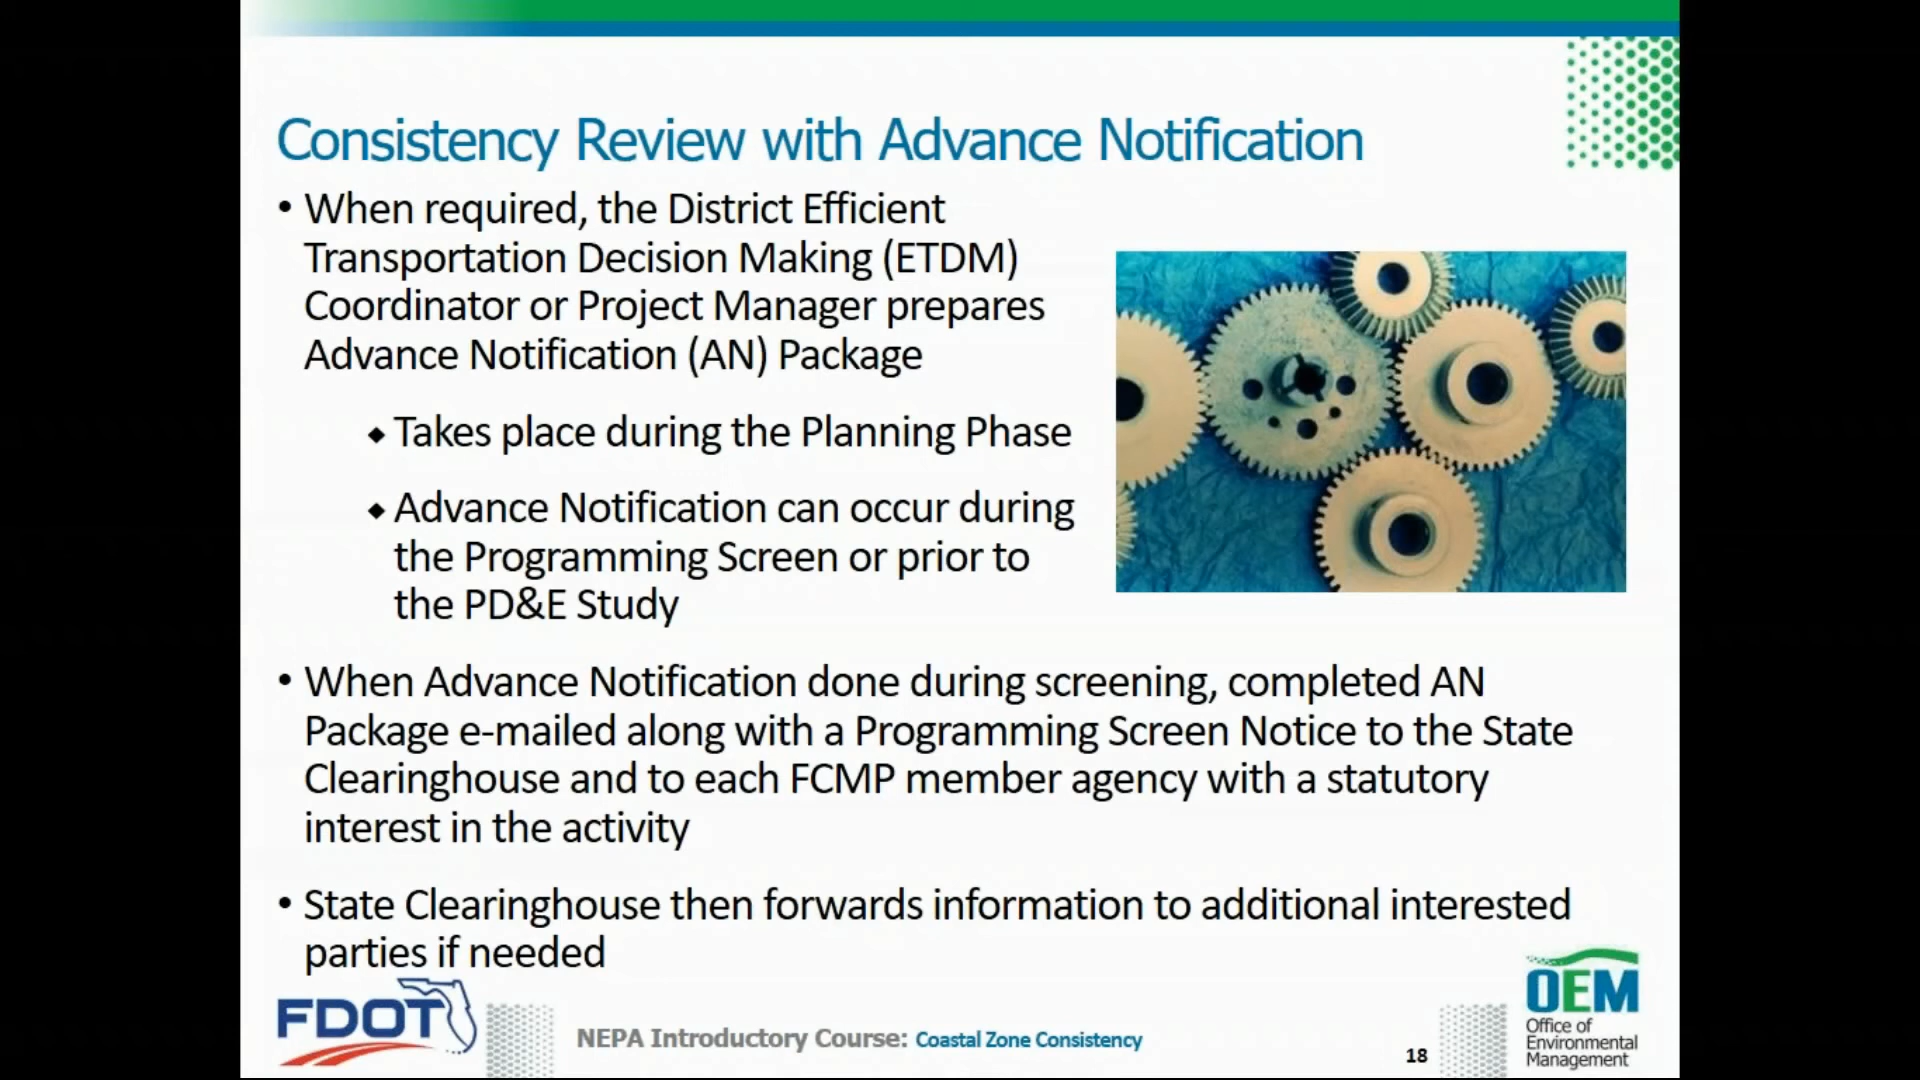 Consistency Review with Advance Notification
• When required, the District Efficient
Transportation Decision Making (ETDM)
Coordinator or Project Manager prepares
Advance Notification (AN) Package
◆ Takes place during the Planning Phase
◆ Advance Notification can occur during
the Programming Screen or prior to
the PD&E Study
• When Advance Notification done during screening, completed AN
Package e-mailed along with a Programming Screen Notice to the State
Clearinghouse and to each FCMP member agency with a statutory
interest in the activity
• State Clearinghouse then forwards information to additional interested
parties if needed
FDOT
NEPA Introductory Course: Coastal Zone Consistency
18
OEM
Office of
Environmental
Management